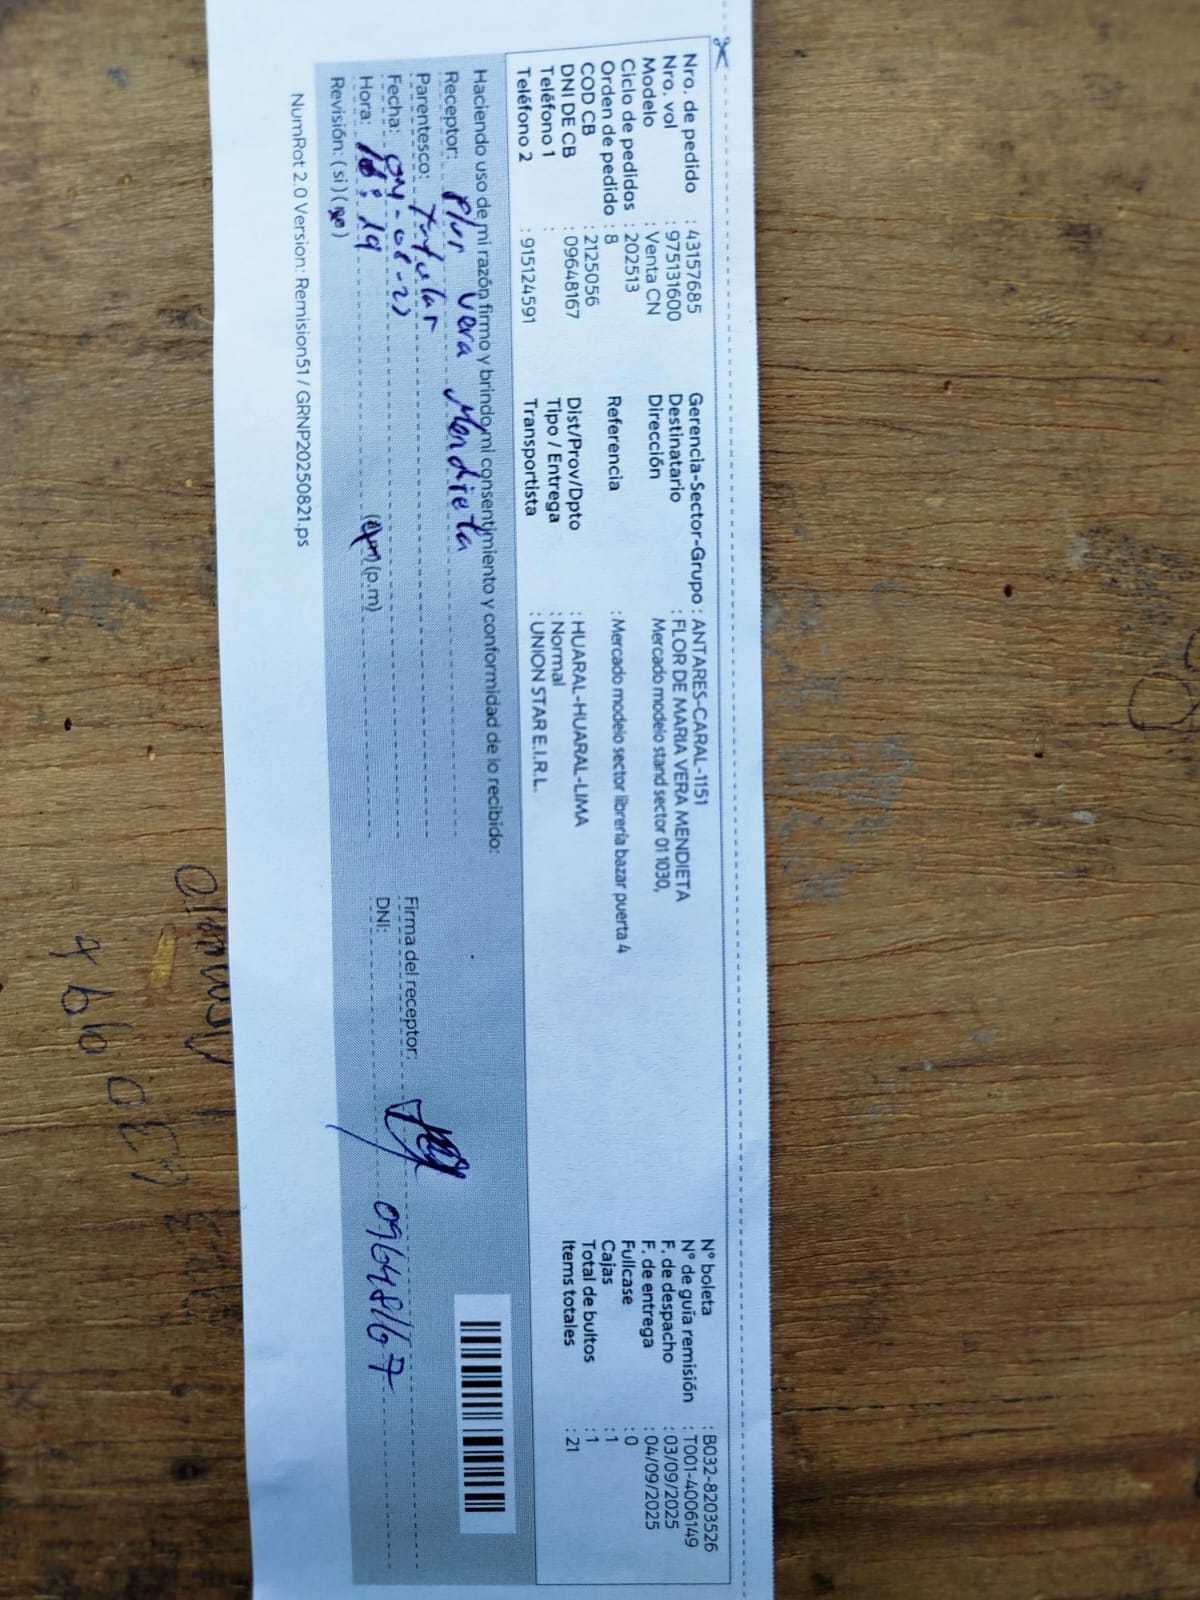 Nro. de pedido : 43157685
Nro. vol : 975131600
Modelo : Venta CN
Ciclo de pedidos : 202513
Orden de pedido : 8
COD CB : 2125056
DNI DE CB : 09648167
Teléfono 1 :
Teléfono 2 : 915124591
Gerencia-Sector-Grupo : ANTARES-CARAL-1151
Destinatario : FLOR DE MARIA VERA MENDIETA
Dirección Mercado modelo stand sector 01 1030,
Referencia : Mercado modelo sector librería bazar puerta 4
Dist/Prov/Dpto : HUARAL-HUARAL-LIMA
Tipo / Entrega : Normal
Transportista : UNION STAR E.I.R.L.
N° boleta : B032-8203526
N° de guía remisión : T001-4006149
F. de despacho : 03/09/2025
F. de entrega : 04/09/2025
Fullcase : 0
Cajas : 1
Total de bultos : 1
Items totales : 21
Haciendo uso de mi razón firmo y brindo mi consentimiento y conformidad de lo recibido:
Receptor: Vera Mendieta
Parentesco: Titular
Fecha:
Hora: 19 (p.m)
Revisión: (si) (no)
Firma del receptor:
DNI: 09648167
NumRot 2.0 Version: Remision51 / GRNP20250821.ps